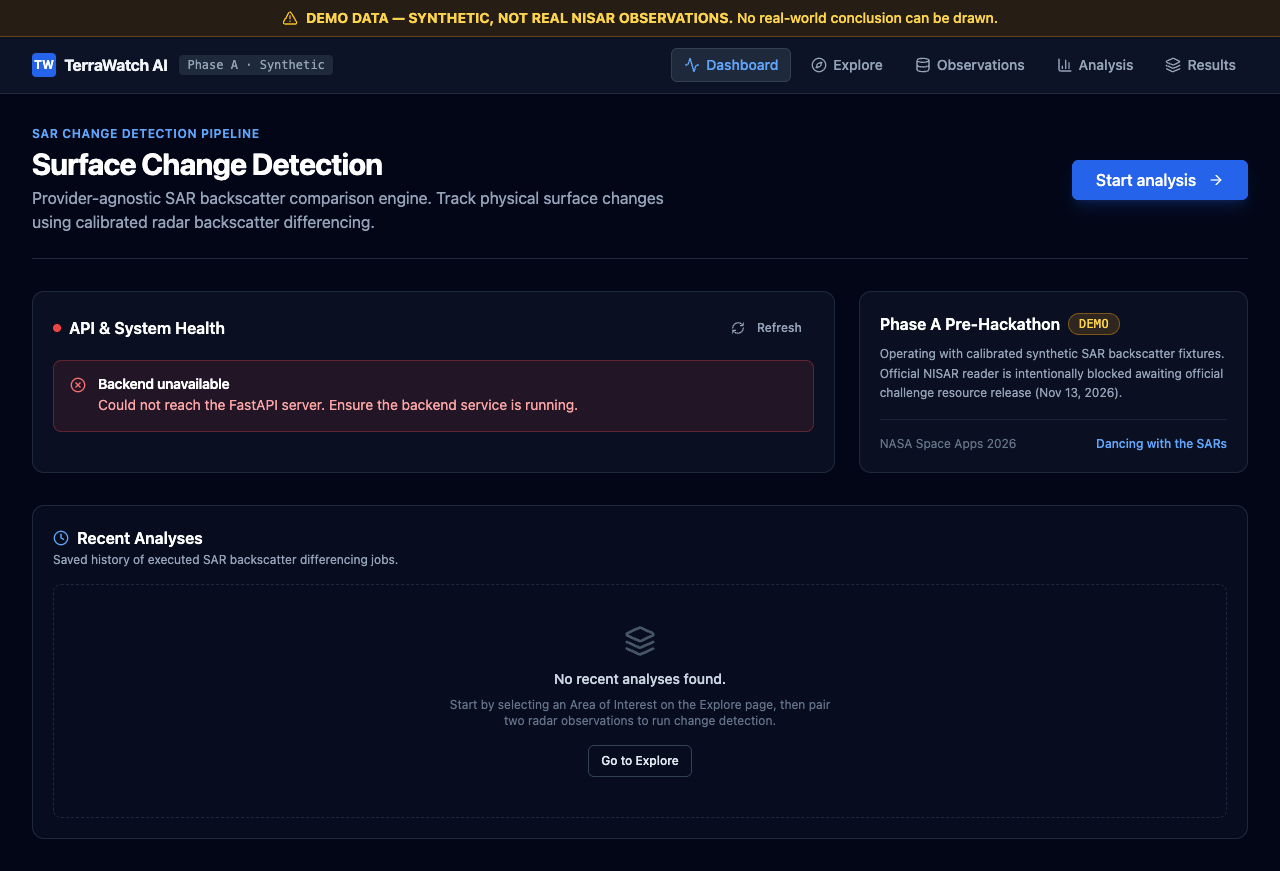 DEMO DATA — SYNTHETIC, NOT REAL NISAR OBSERVATIONS. No real-world conclusion can be drawn.
TW TerraWatch AI Phase A · Synthetic Dashboard Explore Observations Analysis Results
SAR CHANGE DETECTION PIPELINE
Surface Change Detection
Provider-agnostic SAR backscatter comparison engine. Track physical surface changes
using calibrated radar backscatter differencing.
Start analysis
API & System Health
Refresh
Backend unavailable
Could not reach the FastAPI server. Ensure the backend service is running.
Phase A Pre-Hackathon DEMO
Operating with calibrated synthetic SAR backscatter fixtures.
Official NISAR reader is intentionally blocked awaiting official
challenge resource release (Nov 13, 2026).
NASA Space Apps 2026 Dancing with the SARs
Recent Analyses
Saved history of executed SAR backscatter differencing jobs.
No recent analyses found.
Start by selecting an Area of Interest on the Explore page, then pair
two radar observations to run change detection.
Go to Explore